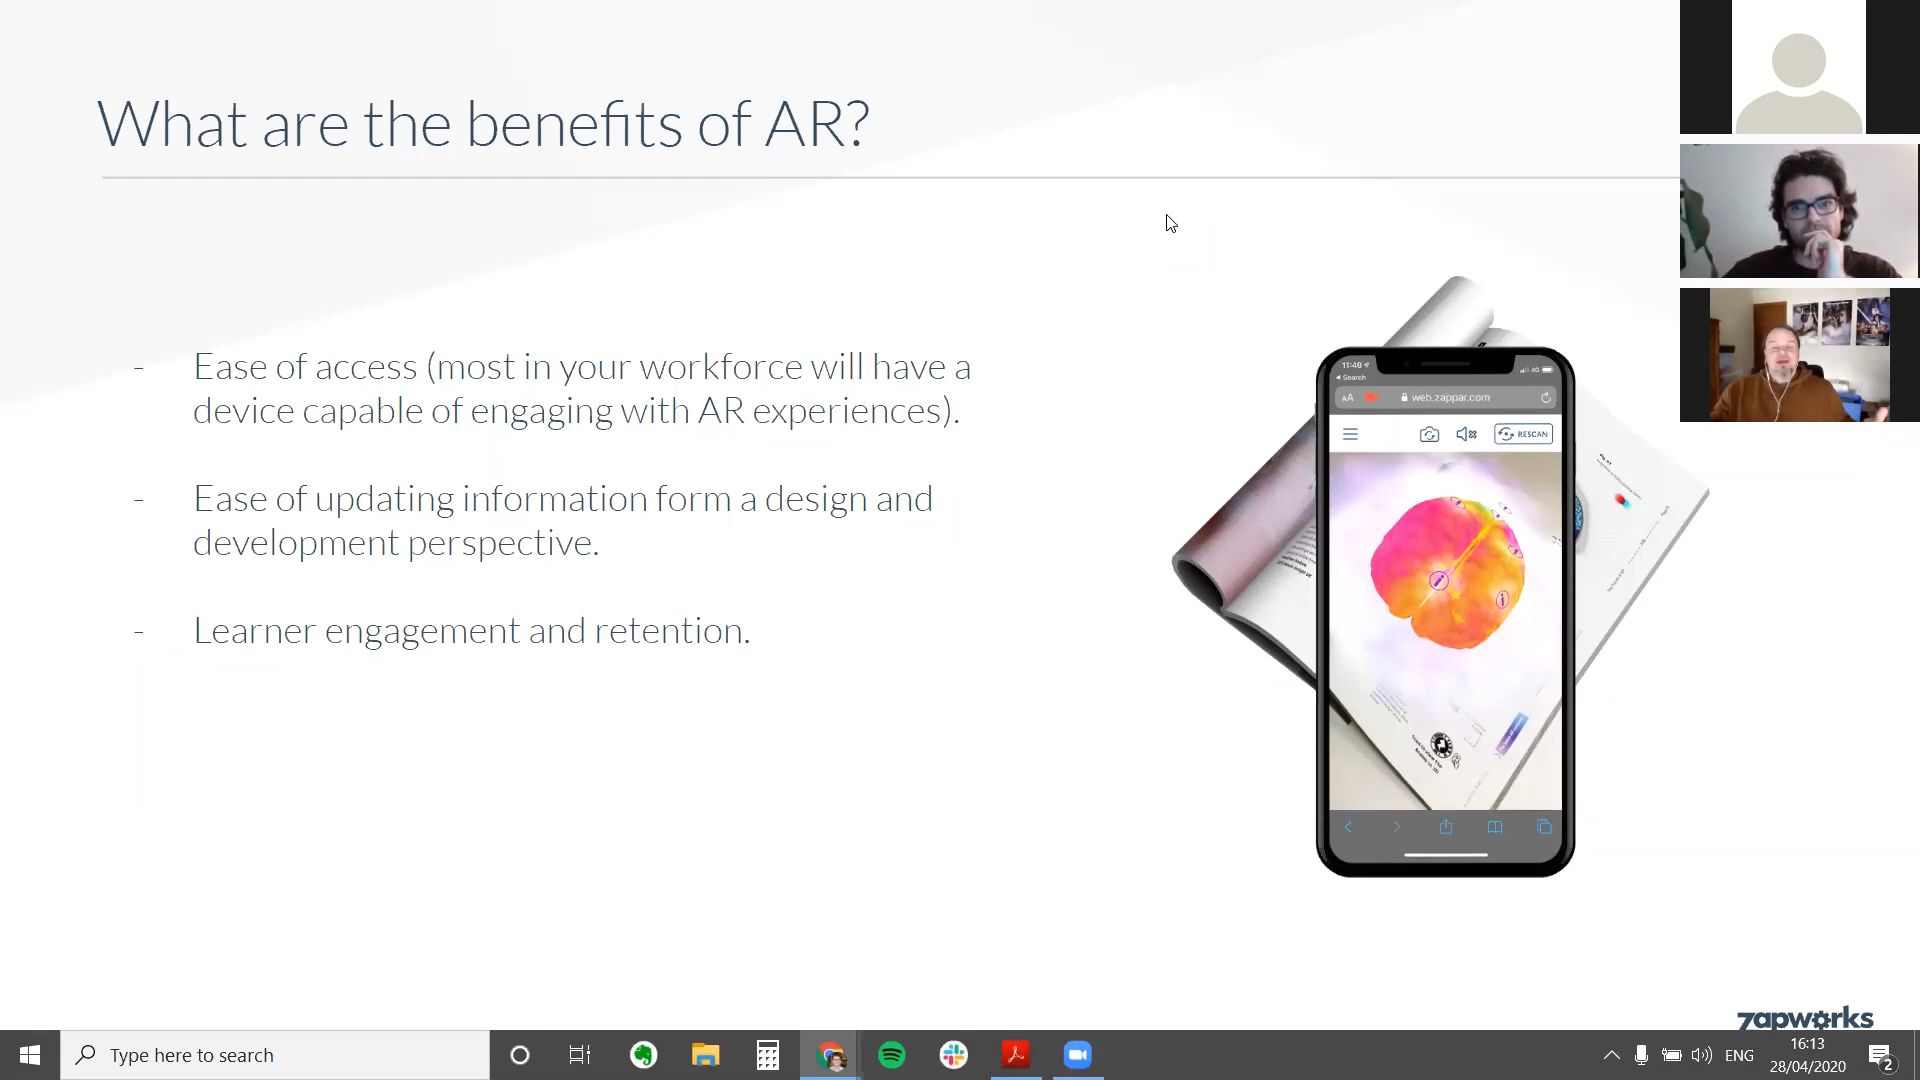 What are the benefits of AR?
- Ease of access (most in your workforce will have a
device capable of engaging with AR experiences).
- Ease of updating information form a design and
development perspective.
- Learner engagement and retention.
11:49
Search
4G
AA
web.zappar.com
RESCAN
zapworks
Type here to search
ENG
16:13
28/04/2020
2